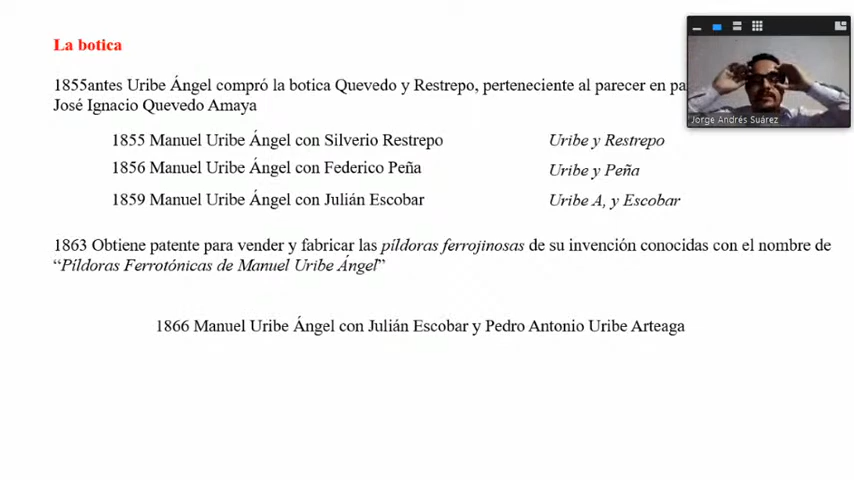 La botica
1855antes Uribe Ángel compró la botica Quevedo y Restrepo, perteneciente al parecer en
José Ignacio Quevedo Amaya
1855 Manuel Uribe Ángel con Silverio Restrepo Uribe y Restrepo
1856 Manuel Uribe Ángel con Federico Peña Uribe y Peña
1859 Manuel Uribe Ángel con Julián Escobar Uribe A, y Escobar
1863 Obtiene patente para vender y fabricar las píldoras ferrojinosas de su invención conocidas con el nombre de
“Píldoras Ferrotónicas de Manuel Uribe Ángel”
1866 Manuel Uribe Ángel con Julián Escobar y Pedro Antonio Uribe Arteaga
Jorge Andrés Suárez